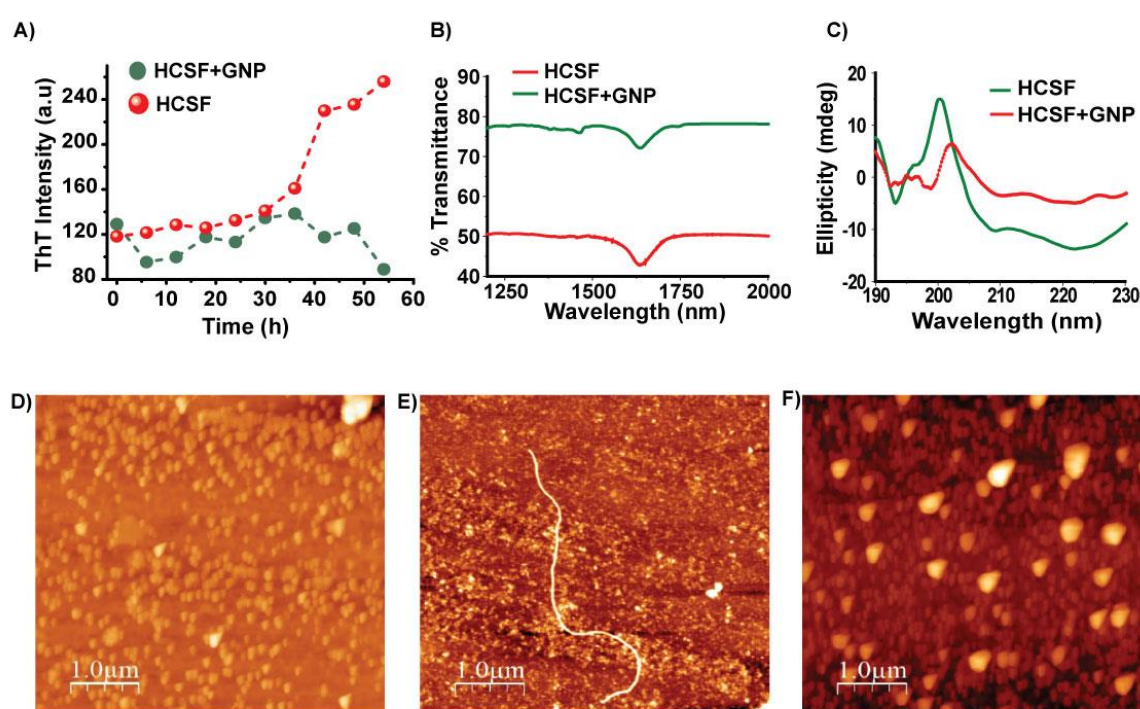 A)
HCSF+GNP
HCSF
ThT Intensity (a.u)
240
200
160
120
80
0 10 20 30 40 50 60
Time (h)
B)
HCSF
HCSF+GNP
% Transmittance
90
80
70
60
50
40
1250 1500 1750 2000
Wavelength (nm)
C)
HCSF
HCSF+GNP
Ellipticity (mdeg)
20
10
0
-10
-20
190 200 210 220 230
Wavelength (nm)
D)
1.0μm
E)
1.0μm
F)
1.0μm